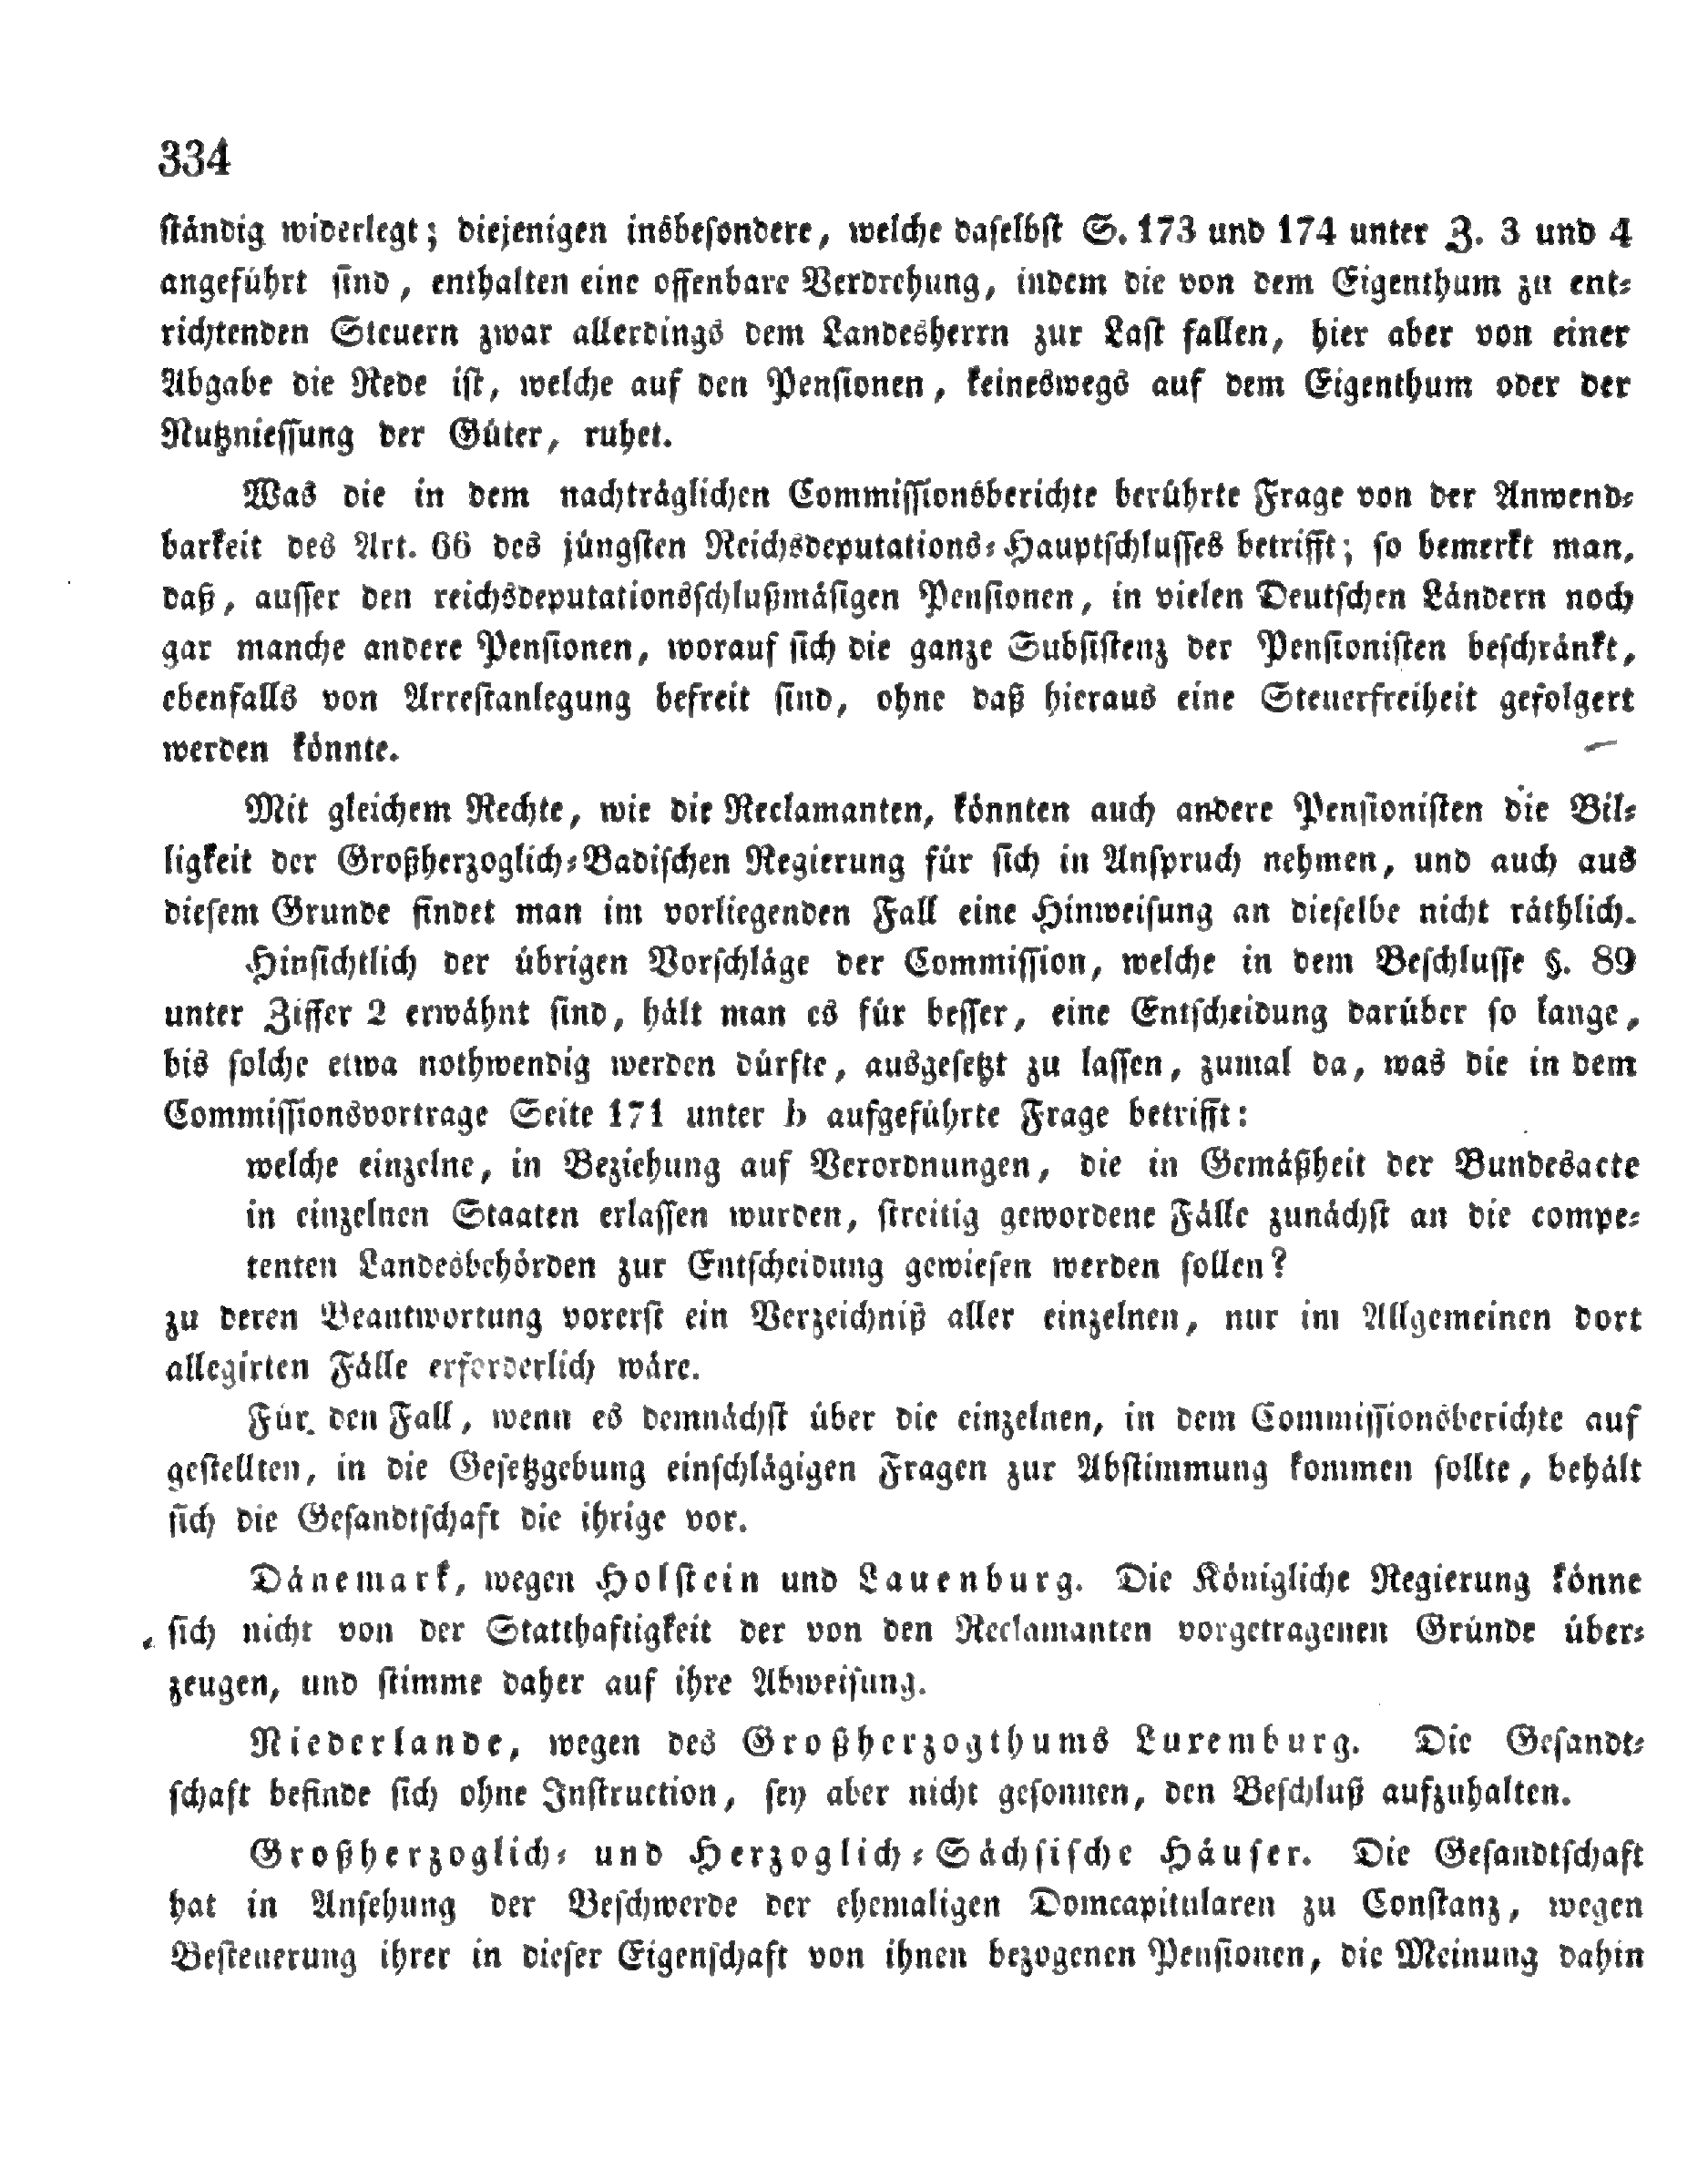 334
ständig widerlegt; diejenigen insbesondere, welche daselbst S. 173 und 174 unter Z. 3 und 4
angeführt sind, enthalten eine offenbare Verdrehung, indem die von dem Eigenthum zu ent-
richtenden Steuern zwar allerdings dem Landesherrn zur Last fallen, hier aber von einer
Abgabe die Rede ist, welche auf den Pensionen, keineswegs auf dem Eigenthum oder der
Nutzniessung der Güter, ruhet.
Was die in dem nachträglichen Commissionsberichte berührte Frage von der Anwend-
barkeit des Art. 66 des jüngsten Reichsdeputations-Hauptschlusses betrifft; so bemerkt man,
daß, ausser den reichsdeputationsschlußmäsigen Pensionen, in vielen Deutschen Ländern noch
gar manche andere Pensionen, worauf sich die ganze Subsistenz der Pensionisten beschränkt,
ebenfalls von Arrestanlegung befreit sind, ohne daß hieraus eine Steuerfreiheit gefolgert
werden könnte.
Mit gleichem Rechte, wie die Reclamanten, könnten auch andere Pensionisten die Bil-
ligkeit der Großherzoglich-Badischen Regierung für sich in Anspruch nehmen, und auch aus
diesem Grunde findet man im vorliegenden Fall eine Hinweisung an dieselbe nicht räthlich.
Hinsichtlich der übrigen Vorschläge der Commission, welche in dem Beschlusse §. 89
unter Ziffer 2 erwähnt sind, hält man es für besser, eine Entscheidung darüber so lange,
bis solche etwa nothwendig werden dürfte, ausgesetzt zu lassen, zumal da, was die in dem
Commissionsvortrage Seite 171 unter b aufgeführte Frage betrifft:
welche einzelne, in Beziehung auf Verordnungen, die in Gemäßheit der Bundesacte
in einzelnen Staaten erlassen wurden, streitig gewordene Fälle zunächst an die compe-
tenten Landesbehörden zur Entscheidung gewiesen werden sollen?
zu deren Beantwortung vorerst ein Verzeichniß aller einzelnen, nur im Allgemeinen dort
allegirten Fälle erforderlich wäre.
Für den Fall, wenn es demnächst über die einzelnen, in dem Commissionsberichte auf
gestellten, in die Gesetzgebung einschlägigen Fragen zur Abstimmung kommen sollte, behält
sich die Gesandtschaft die ihrige vor.
Dänemark, wegen Holstein und Lauenburg. Die Königliche Regierung könne
sich nicht von der Statthaftigkeit der von den Reclamanten vorgetragenen Gründe über-
zeugen, und stimme daher auf ihre Abweisung.
Niederlande, wegen des Großherzogthums Luxemburg. Die Gesandt-
schaft befinde sich ohne Instruction, sey aber nicht gesonnen, den Beschluß aufzuhalten.
Großherzoglich- und Herzoglich-Sächsische Häuser. Die Gesandtschaft
hat in Ansehung der Beschwerde der ehemaligen Domcapitularen zu Constanz, wegen
Besteuerung ihrer in dieser Eigenschaft von ihnen bezogenen Pensionen, die Meinung dahin